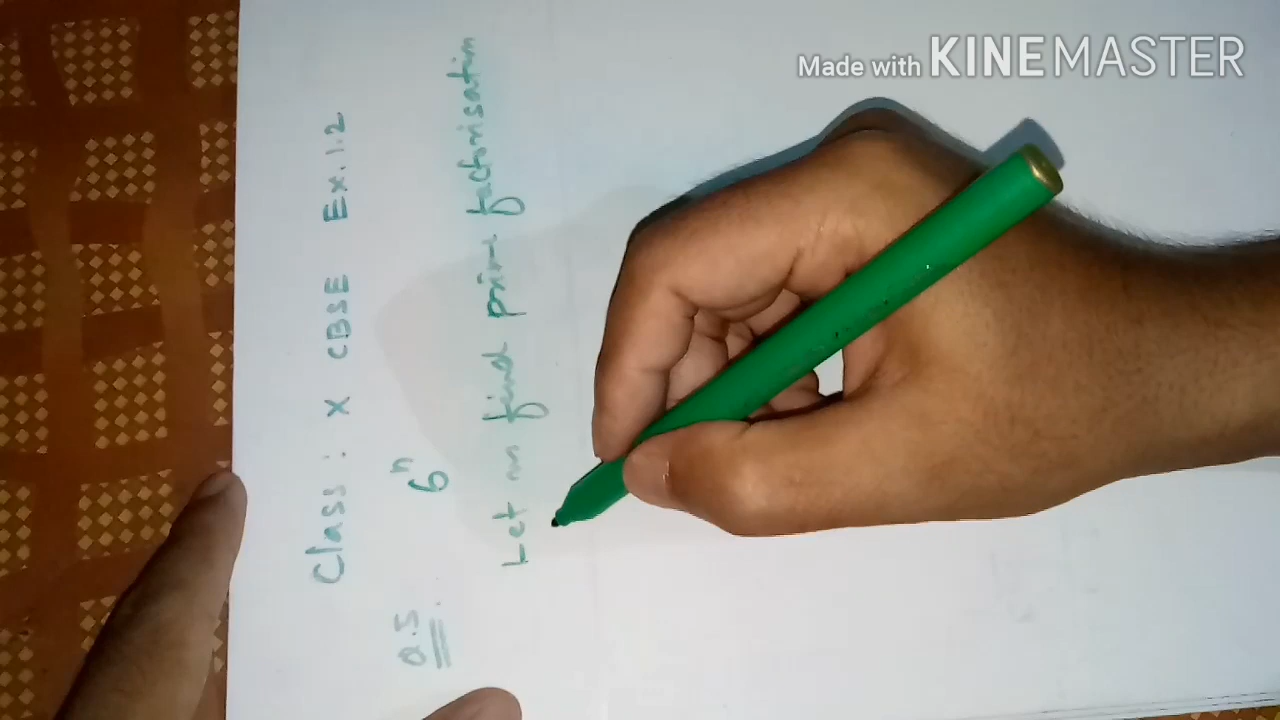 Made with KINEMASTER
Class : X CBSE Ex. 1.2
Q.5. 6ⁿ
Let us find prime factorisation